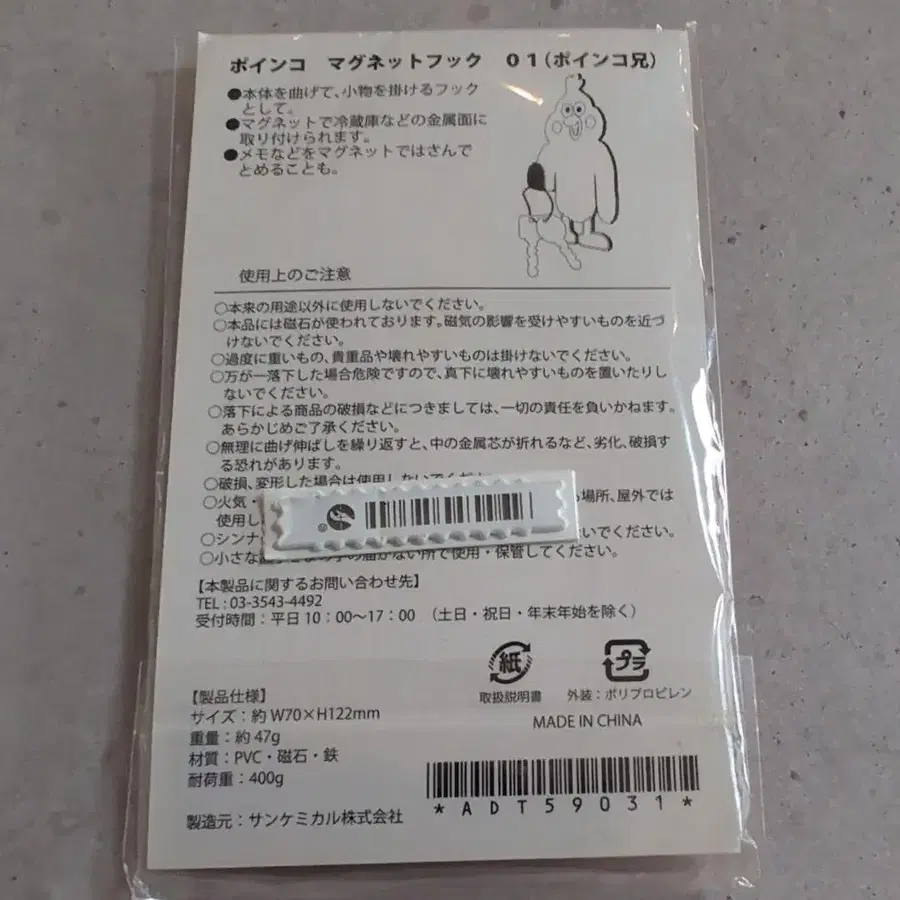 ポインコ　マグネットフック　０１(ポインコ兄)
●本体を曲げて、小物を掛けるフック
として。
●マグネットで冷蔵庫などの金属面に
取り付けられます。
●メモなどをマグネットではさんで
とめることも。
使用上のご注意
○本来の用途以外に使用しないでください。
○本品には磁石が使われております。磁気の影響を受けやすいものを近づ
けないでください。
○過度に重いもの、貴重品や壊れやすいものは掛けないでください。
○万が一落下した場合危険ですので、真下に壊れやすいものを置いたりし
ないでください。
○落下による商品の破損などにつきましては、一切の責任を負いかねます。
あらかじめご了承ください。
○無理に曲げ伸ばしを繰り返すと、中の金属芯が折れるなど、劣化、破損す
る恐れがあります。
○破損、変形した場合は使用しないでくださ
○火気・ る場所、屋外では
使用し
○シンナ いでください。
○小さな の手の届かない所で使用・保管してください。
【本製品に関するお問い合わせ先】
TEL : 03-3543-4492
受付時間：平日10：00〜17：00 （土日・祝日・年末年始を除く）
紙
プラ
取扱説明書 外装：ポリプロピレン
MADE IN CHINA
【製品仕様】
サイズ：約 W70×H122mm
重量：約 47g
材質：PVC・磁石・鉄
耐荷重：400g
製造元：サンケミカル株式会社
*ADT59031*